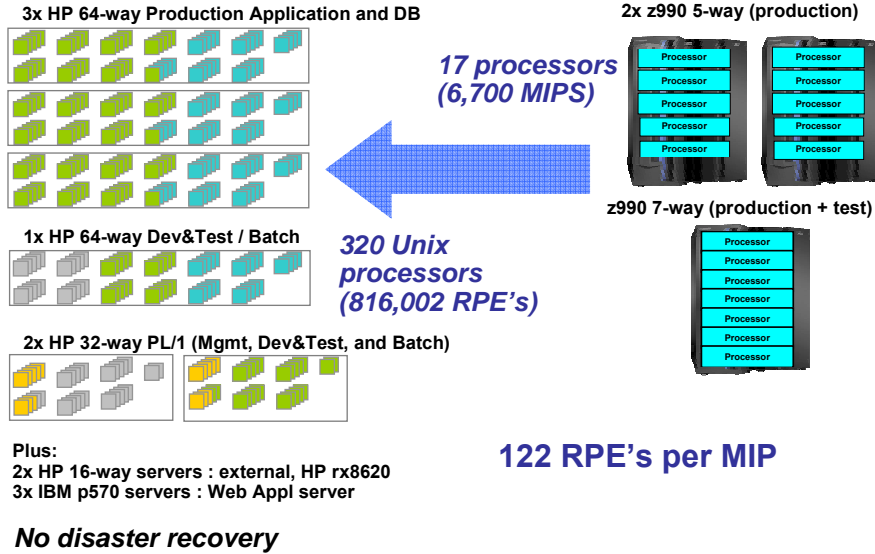 3x HP 64-way Production Application and DB
2x z990 5-way (production)
17 processors
(6,700 MIPS)
Processor
Processor
Processor
Processor
Processor
Processor
Processor
Processor
Processor
Processor
z990 7-way (production + test)
Processor
Processor
Processor
Processor
Processor
Processor
Processor
1x HP 64-way Dev&Test / Batch
320 Unix
processors
(816,002 RPE's)
2x HP 32-way PL/1 (Mgmt, Dev&Test, and Batch)
Plus:
2x HP 16-way servers : external, HP rx8620
3x IBM p570 servers : Web Appl server
122 RPE's per MIP
No disaster recovery